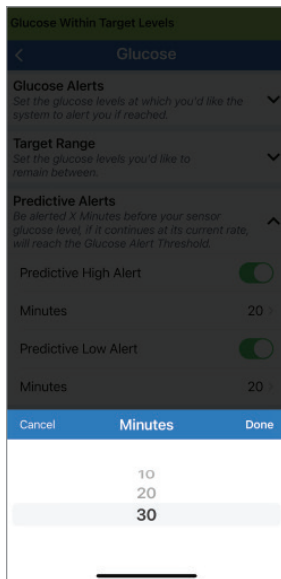 Glucose Within Target Levels
Glucose
Glucose Alerts
Set the glucose levels at which you'd like the
system to alert you if reached.
Target Range
Set the glucose levels you'd like to
remain between.
Predictive Alerts
Be alerted X Minutes before your sensor
glucose level, if it continues at its current rate,
will reach the Glucose Alert Threshold.
Predictive High Alert
Minutes 20
Predictive Low Alert
Minutes 20
Cancel Minutes Done
10
20
30